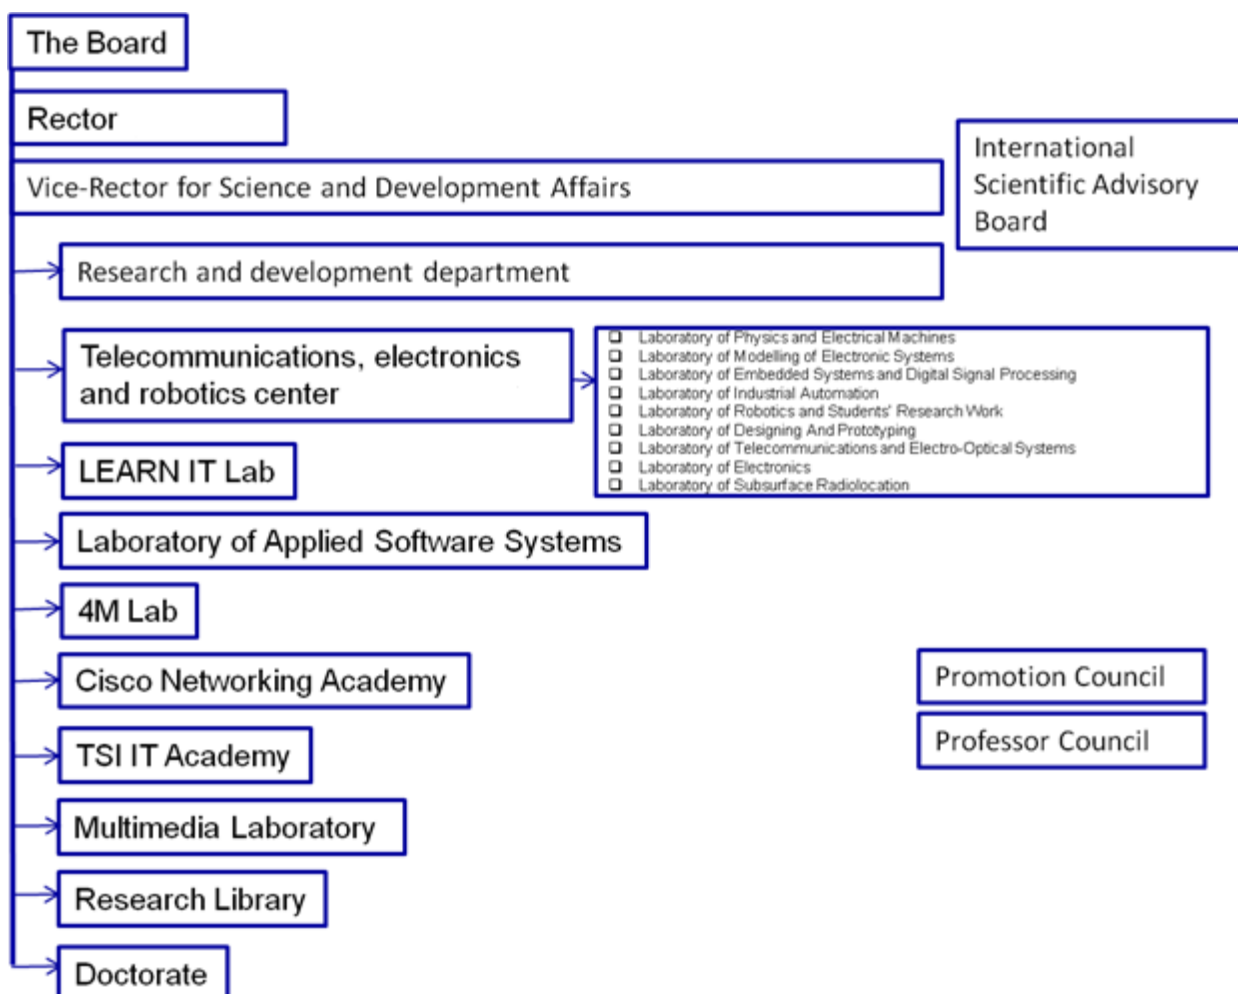 The Board
Rector
International
Scientific Advisory
Board
Vice-Rector for Science and Development Affairs
Research and development department
Telecommunications, electronics
and robotics center
Laboratory of Physics and Electrical Machines
Laboratory of Modelling of Electronic Systems
Laboratory of Embedded Systems and Digital Signal Processing
Laboratory of Industrial Automation
Laboratory of Robotics and Students' Research Work
Laboratory of Designing And Prototyping
Laboratory of Telecommunications and Electro-Optical Systems
Laboratory of Electronics
Laboratory of Subsurface Radiolocation
LEARN IT Lab
Laboratory of Applied Software Systems
4M Lab
Cisco Networking Academy
Promotion Council
Professor Council
TSI IT Academy
Multimedia Laboratory
Research Library
Doctorate